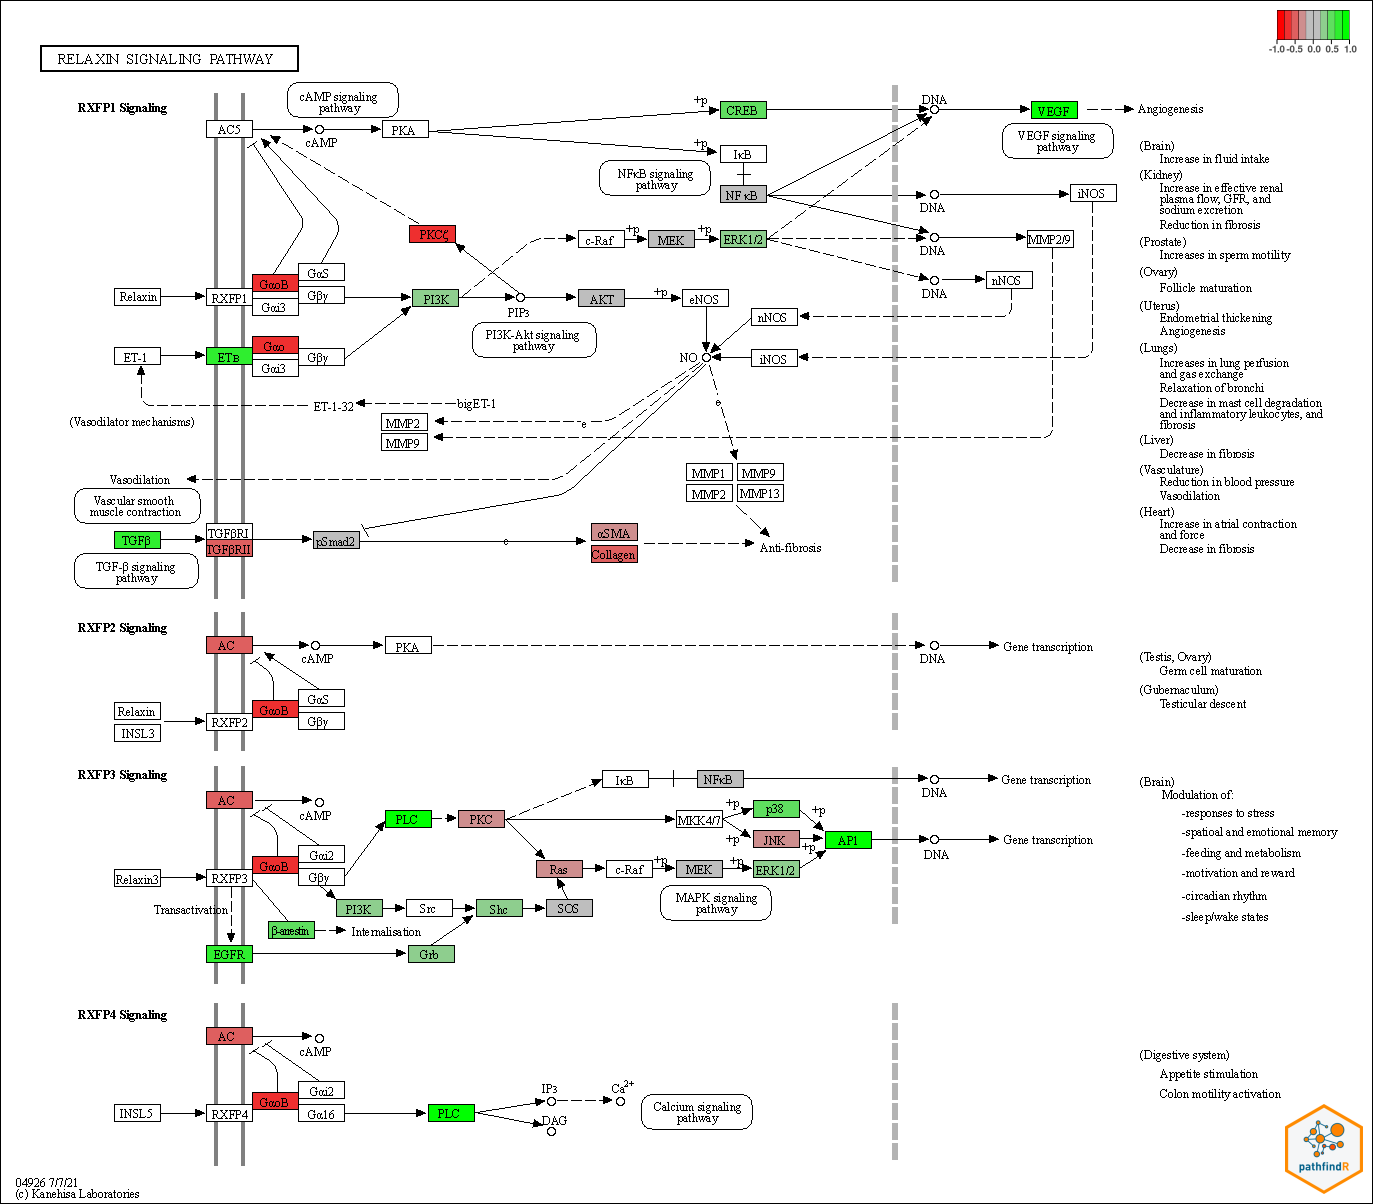 RELAXIN SIGNALING PATHWAY
-1.0 -0.5 0.0 0.5 1.0
RXFP1 Signaling
cAMP signaling
pathway
AC5
cAMP
PKA
+p
CREB
DNA
VEGF
Angiogenesis
VEGF signaling
pathway
+p
IκB
NFκB signaling
pathway
NFκB
DNA
iNOS
PKCζ
c-Raf
+p
MEK
+p
ERK1/2
DNA
MMP2/9
DNA
nNOS
Relaxin
RXFP1
GαoB
GαS
Gαi3
Gβγ
PI3K
PIP3
AKT
+p
eNOS
PI3K-Akt signaling
pathway
nNOS
iNOS
NO
ET-1
ETB
Gαo
Gαi3
Gβγ
ET-1-32
bigET-1
(Vasodilator mechanisms)
MMP2
MMP9
e
e
MMP1
MMP9
MMP2
MMP13
Vasodilation
Vascular smooth
muscle contraction
TGFβ
TGFβRI
TGFβRII
pSmad2
e
αSMA
Collagen
Anti-fibrosis
TGF-β signaling
pathway
(Brain)
Increase in fluid intake
(Kidney)
Increase in effective renal
plasma flow, GFR, and
sodium excretion
Reduction in fibrosis
(Prostate)
Increases in sperm motility
(Ovary)
Follicle maturation
(Uterus)
Endometrial thickening
Angiogenesis
(Lungs)
Increases in lung perfusion
and gas exchange
Relaxation of bronchi
Decrease in mast cell degradation
and inflammatory leukocytes, and
fibrosis
(Liver)
Decrease in fibrosis
(Vasculature)
Reduction in blood pressure
Vasodilation
(Heart)
Increase in atrial contraction
and force
Decrease in fibrosis
RXFP2 Signaling
AC
cAMP
PKA
DNA
Gene transcription
Relaxin
INSL3
RXFP2
GαoB
GαS
Gβγ
(Testis, Ovary)
Germ cell maturation
(Gubernaculum)
Testicular descent
RXFP3 Signaling
AC
cAMP
PLC
PKC
IκB
NFκB
DNA
Gene transcription
MKK4/7
+p
+p
p38
JNK
+p
+p
AP1
DNA
Gene transcription
Relaxin3
RXFP3
GαoB
Gαi2
Gβγ
Ras
c-Raf
+p
MEK
+p
ERK1/2
MAPK signaling
pathway
Transactivation
PI3K
Src
Shc
SOS
β-arrestin
Internalisation
EGFR
Grb
(Brain)
Modulation of:
-responses to stress
-spatioal and emotional memory
-feeding and metabolism
-motivation and reward
-circadian rhythm
-sleep/wake states
RXFP4 Signaling
AC
cAMP
INSL5
RXFP4
GαoB
Gαi2
Gα16
PLC
IP3
Ca2+
DAG
Calcium signaling
pathway
(Digestive system)
Appetite stimulation
Colon motility activation
pathfindR
04926 7/7/21
(c) Kanehisa Laboratories